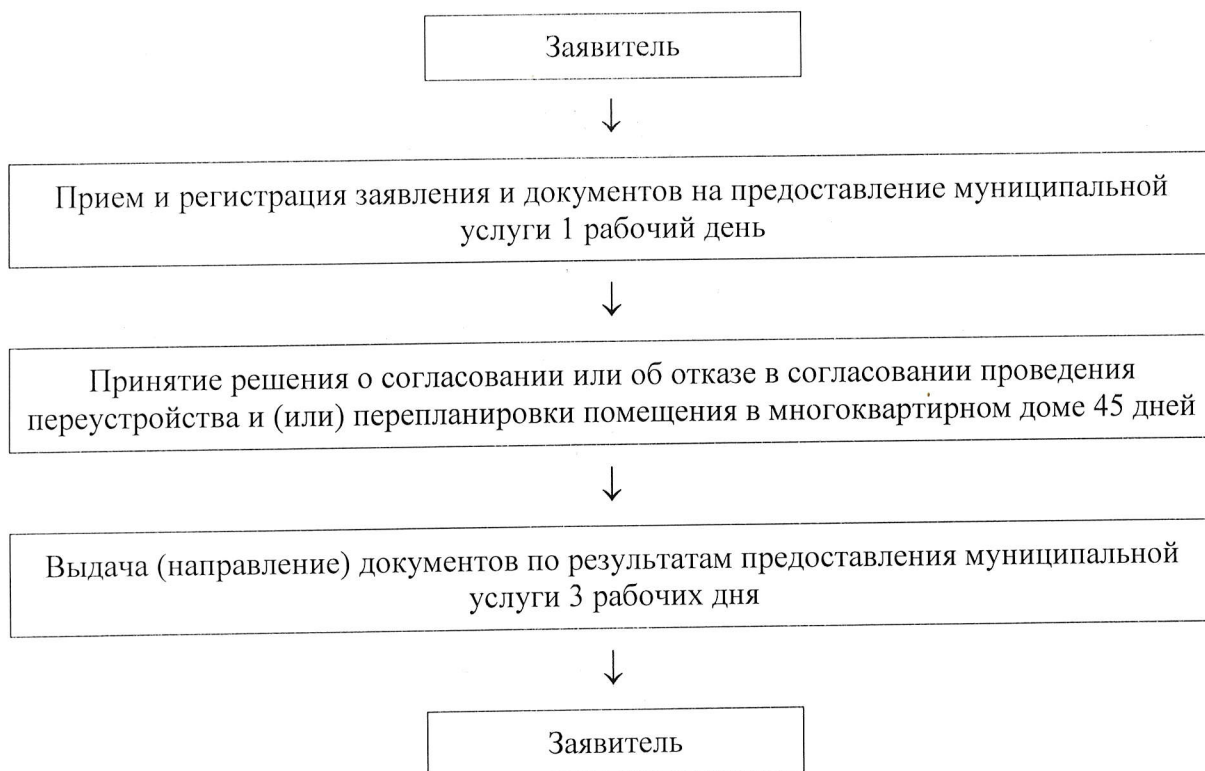 Заявитель
Прием и регистрация заявления и документов на предоставление муниципальной
услуги 1 рабочий день
Принятие решения о согласовании или об отказе в согласовании проведения
переустройства и (или) перепланировки помещения в многоквартирном доме 45 дней
Выдача (направление) документов по результатам предоставления муниципальной
услуги 3 рабочих дня
Заявитель